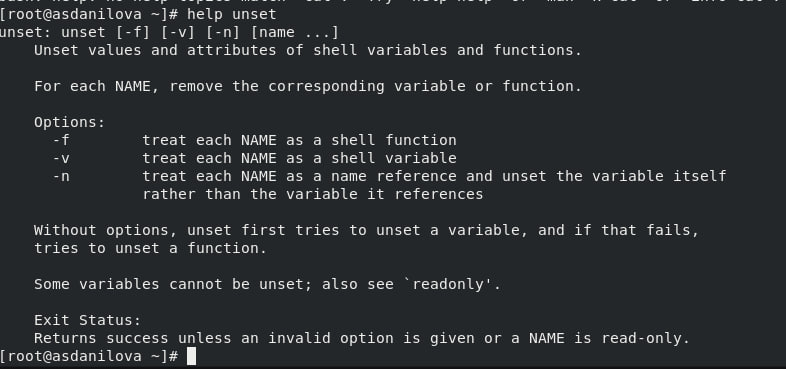 [root@asdanilova ~]# help unset
unset: unset [-f] [-v] [-n] [name ...]
    Unset values and attributes of shell variables and functions.

    For each NAME, remove the corresponding variable or function.

    Options:
      -f        treat each NAME as a shell function
      -v        treat each NAME as a shell variable
      -n        treat each NAME as a name reference and unset the variable itself
                rather than the variable it references

    Without options, unset first tries to unset a variable, and if that fails,
    tries to unset a function.

    Some variables cannot be unset; also see `readonly'.

    Exit Status:
    Returns success unless an invalid option is given or a NAME is read-only.
[root@asdanilova ~]#